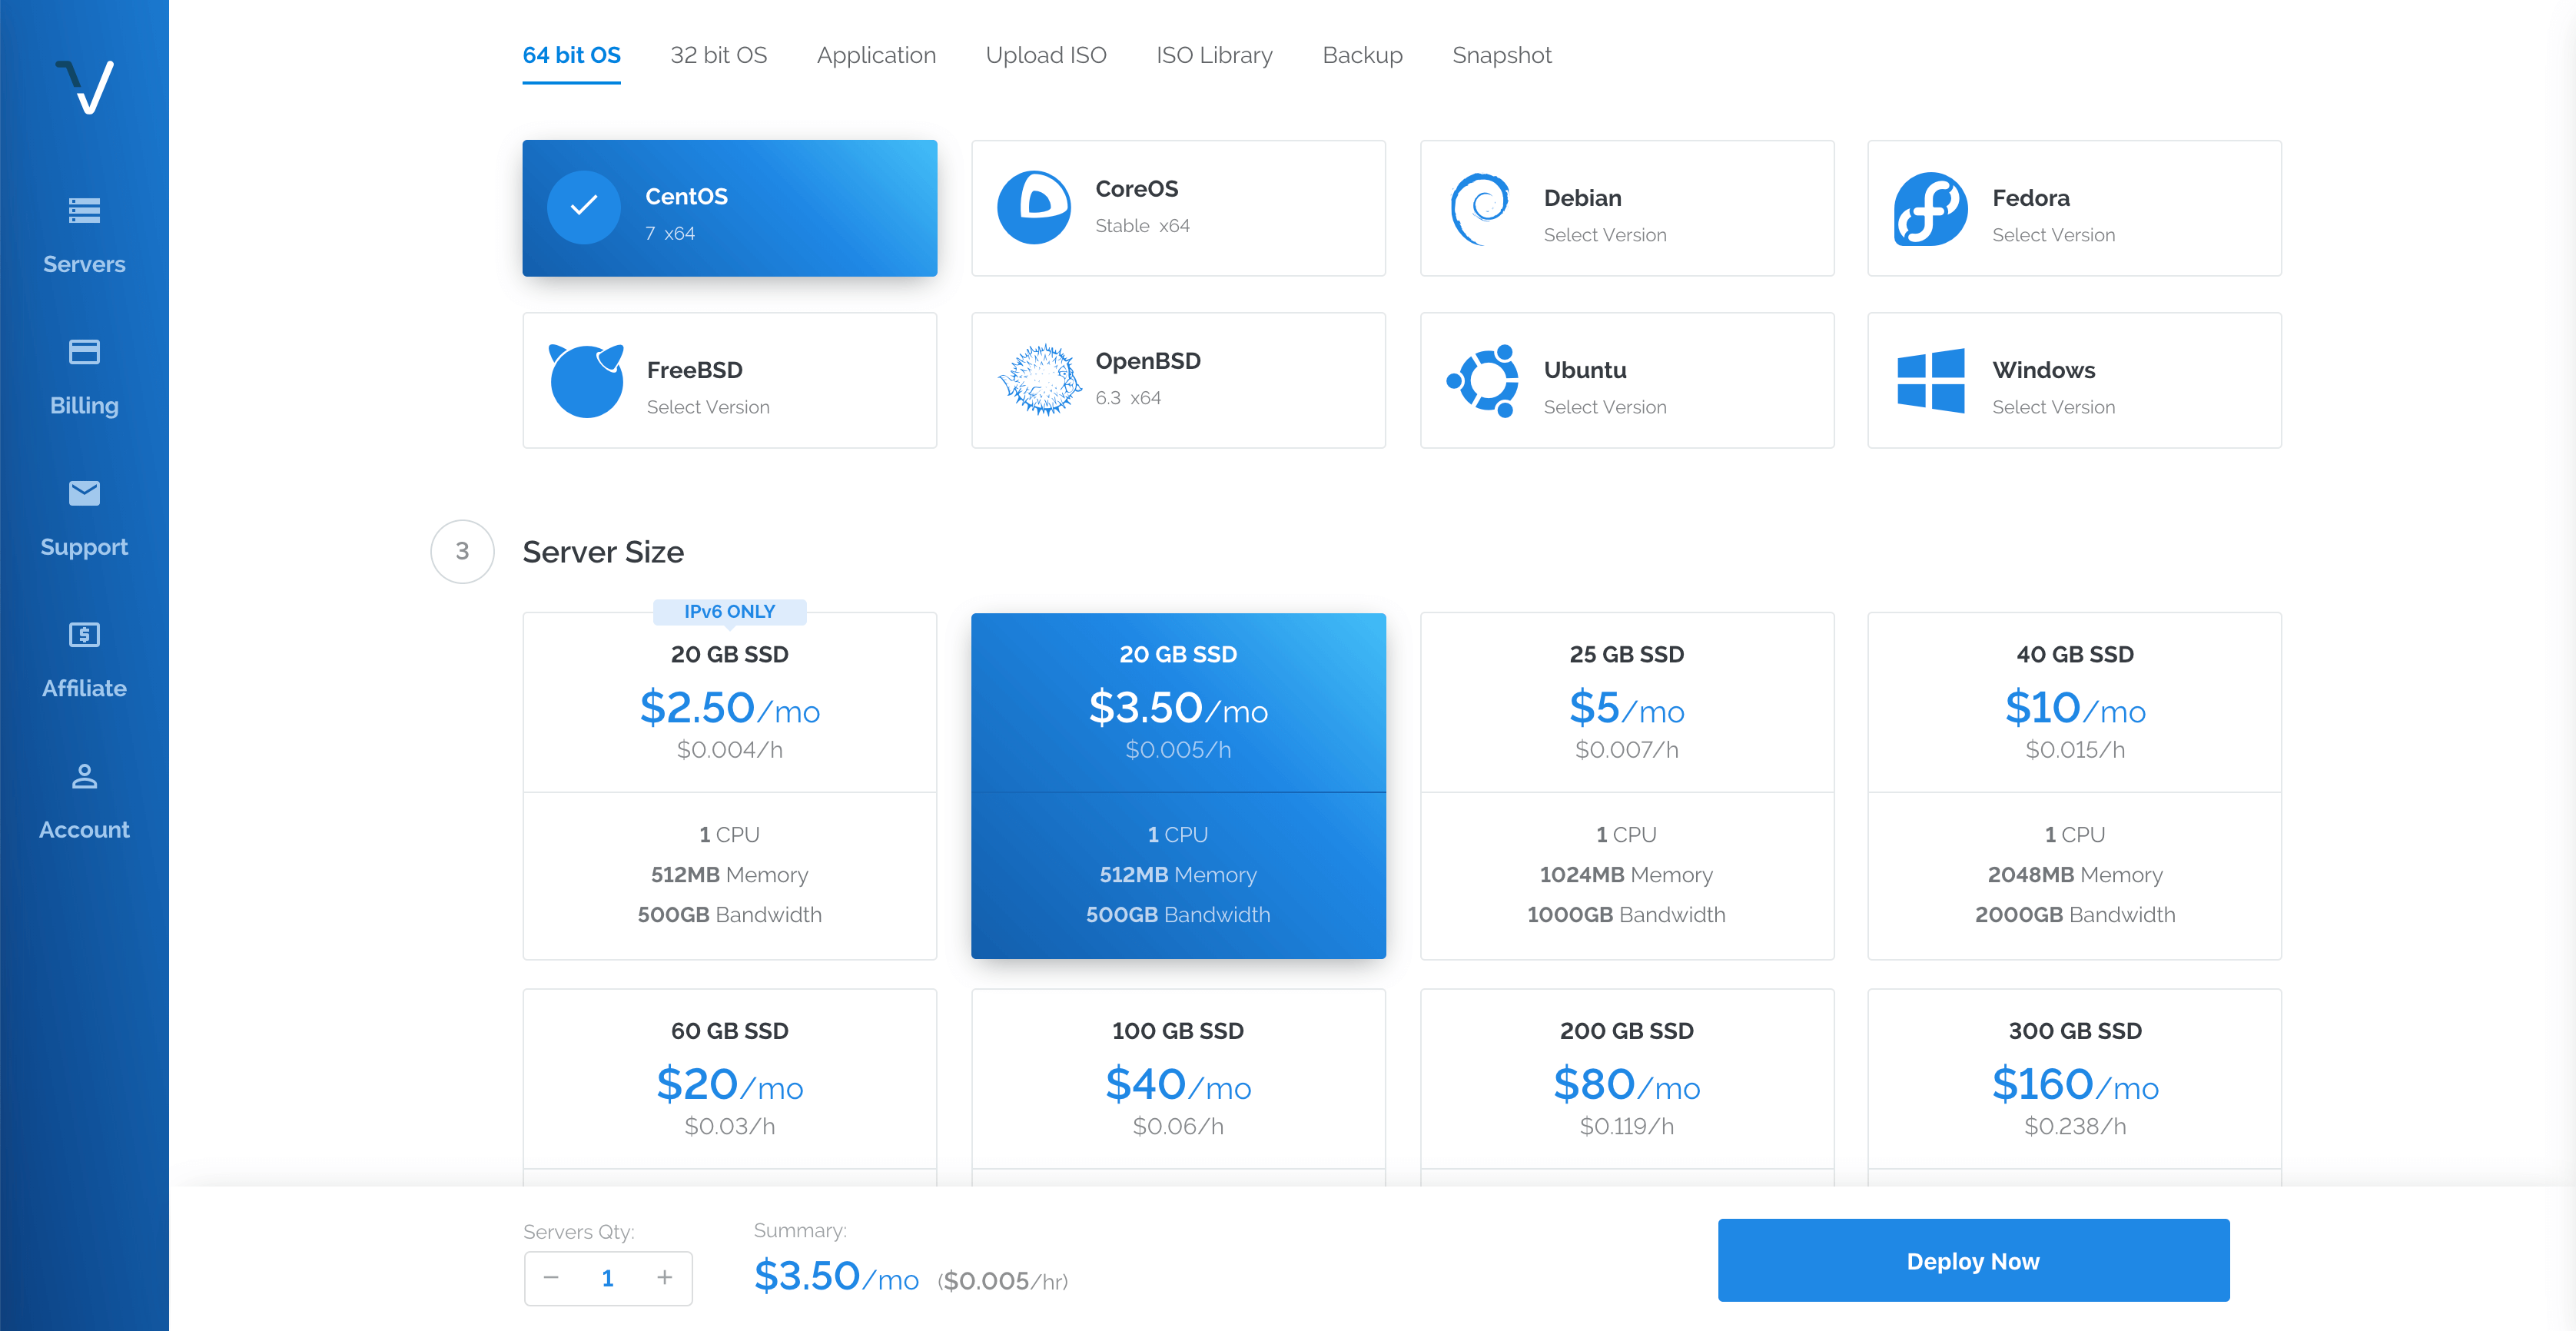 64 bit OS
32 bit OS
Application
Upload ISO
ISO Library
Backup
Snapshot
Servers
Billing
Support
Affiliate
Account
CentOS
7 x64
CoreOS
Stable x64
Debian
Select Version
Fedora
Select Version
FreeBSD
Select Version
OpenBSD
6.3 x64
Ubuntu
Select Version
Windows
Select Version
3
Server Size
IPv6 ONLY
20 GB SSD
$2.50/mo
$0.004/h
1 CPU
512MB Memory
500GB Bandwidth
20 GB SSD
$3.50/mo
$0.005/h
1 CPU
512MB Memory
500GB Bandwidth
25 GB SSD
$5/mo
$0.007/h
1 CPU
1024MB Memory
1000GB Bandwidth
40 GB SSD
$10/mo
$0.015/h
1 CPU
2048MB Memory
2000GB Bandwidth
60 GB SSD
$20/mo
$0.03/h
100 GB SSD
$40/mo
$0.06/h
200 GB SSD
$80/mo
$0.119/h
300 GB SSD
$160/mo
$0.238/h
Servers Qty:
− 1 +
Summary:
$3.50/mo ($0.005/hr)
Deploy Now